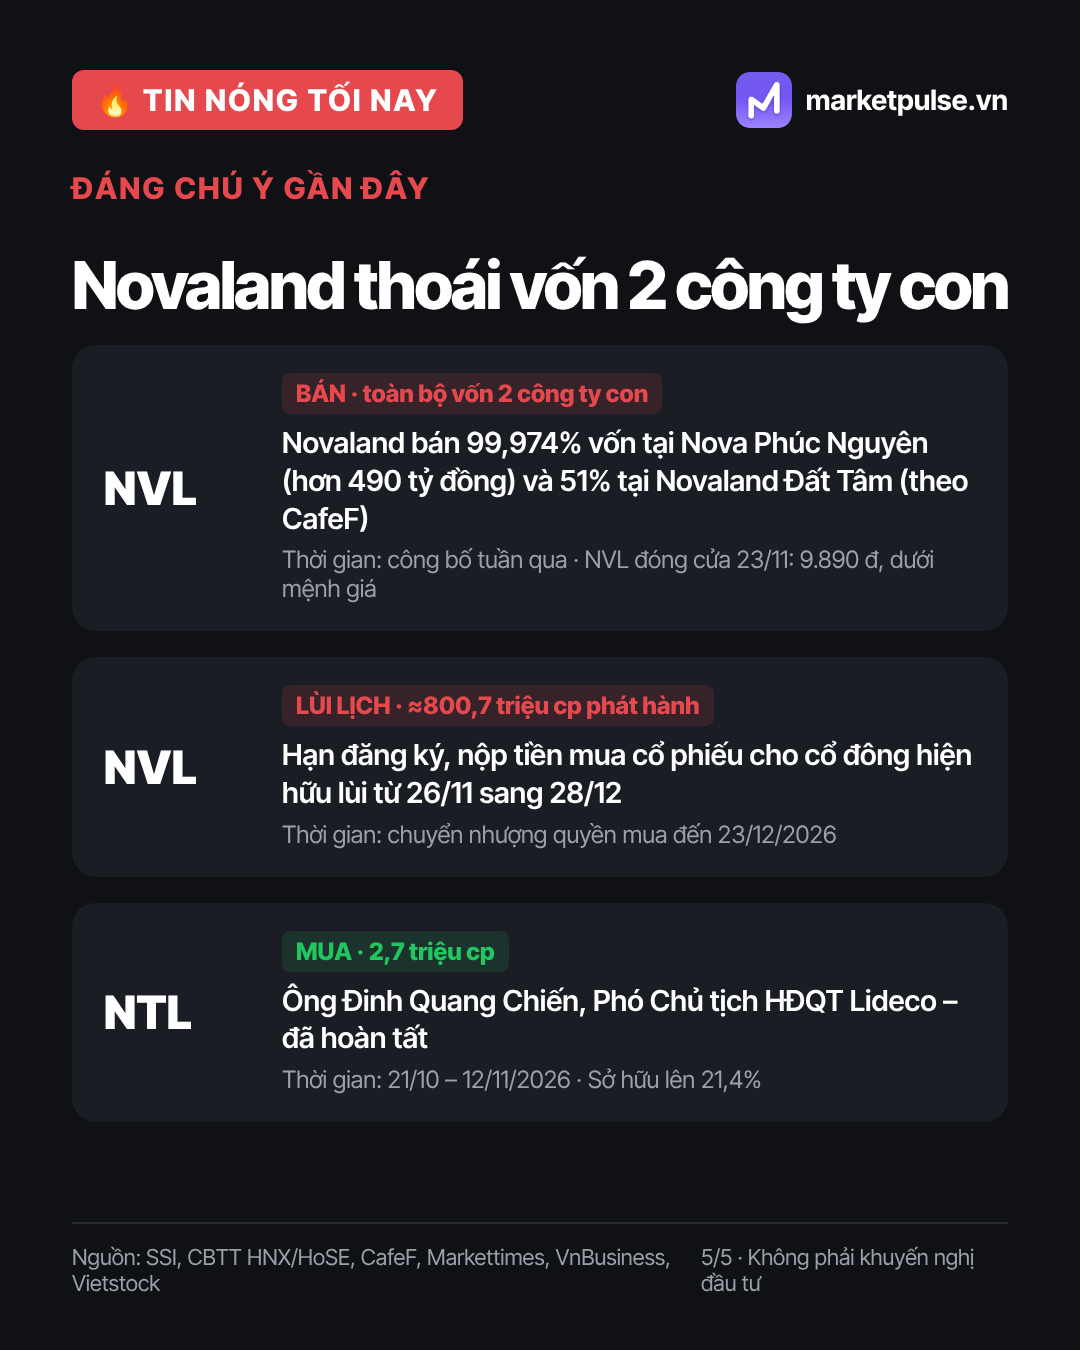 🔥 TIN NÓNG TỐI NAY
marketpulse.vn
ĐÁNG CHÚ Ý GẦN ĐÂY
Novaland thoái vốn 2 công ty con
NVL
BÁN · toàn bộ vốn 2 công ty con
Novaland bán 99,974% vốn tại Nova Phúc Nguyên
(hơn 490 tỷ đồng) và 51% tại Novaland Đất Tâm (theo
CafeF)
Thời gian: công bố tuần qua · NVL đóng cửa 23/11: 9.890 đ, dưới
mệnh giá
NVL
LÙI LỊCH · ≈800,7 triệu cp phát hành
Hạn đăng ký, nộp tiền mua cổ phiếu cho cổ đông hiện
hữu lùi từ 26/11 sang 28/12
Thời gian: chuyển nhượng quyền mua đến 23/12/2026
NTL
MUA · 2,7 triệu cp
Ông Đinh Quang Chiến, Phó Chủ tịch HĐQT Lideco –
đã hoàn tất
Thời gian: 21/10 – 12/11/2026 · Sở hữu lên 21,4%
Nguồn: SSI, CBTT HNX/HoSE, CafeF, Markettimes, VnBusiness,
Vietstock
5/5 · Không phải khuyến nghị
đầu tư